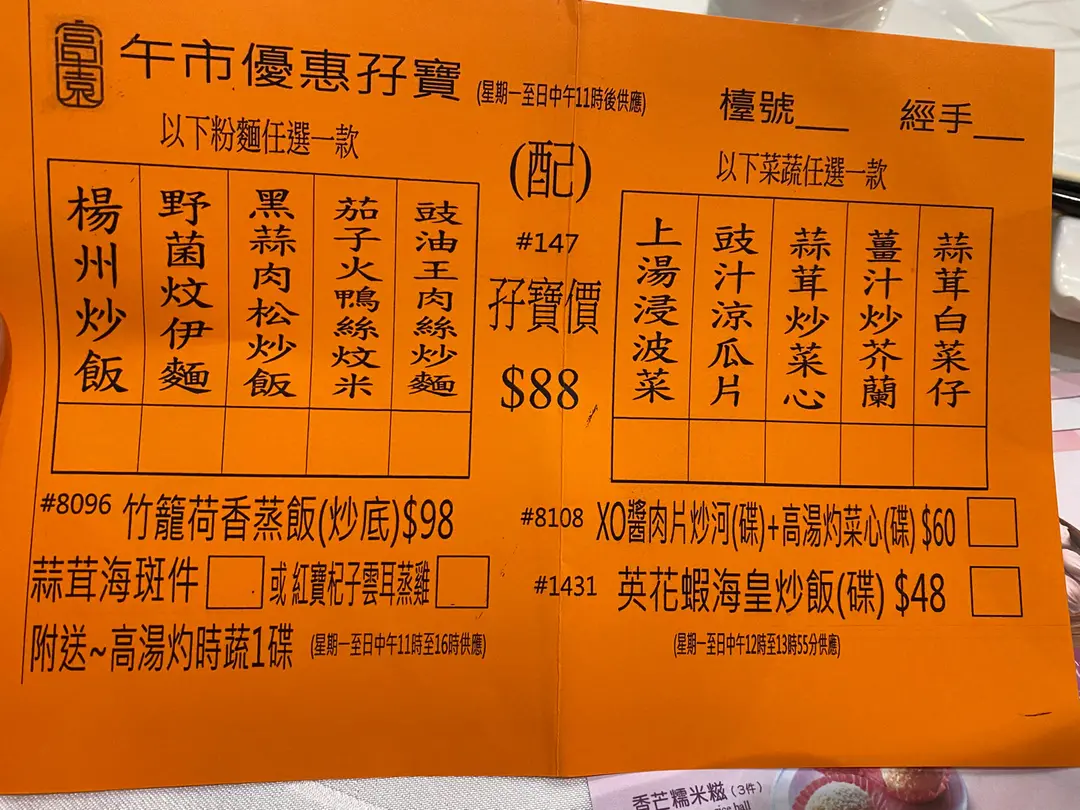 高園
午市優惠孖寶 (星期一至日中午11時後供應)
檯號___ 經手___
以下粉麵任選一款
楊州炒飯
野菌炆伊麵
黑蒜肉松炒飯
茄子火鴨絲炆米
豉油王肉絲炒麵
(配)
#147
孖寶價
$88
以下菜蔬任選一款
上湯浸波菜
豉汁涼瓜片
蒜茸炒菜心
薑汁炒芥蘭
蒜茸白菜仔
#8096 竹籠荷香蒸飯(炒底)$98
蒜茸海斑件 或 紅寶杞子雲耳蒸雞
附送~高湯灼時蔬1碟 (星期一至日中午11時至16時供應)
#8108 XO醬肉片炒河(碟)+高湯灼菜心(碟) $60
#1431 英花蝦海皇炒飯(碟) $48
(星期一至日中午12時至13時55分供應)
香芒糯米糍 (3件)